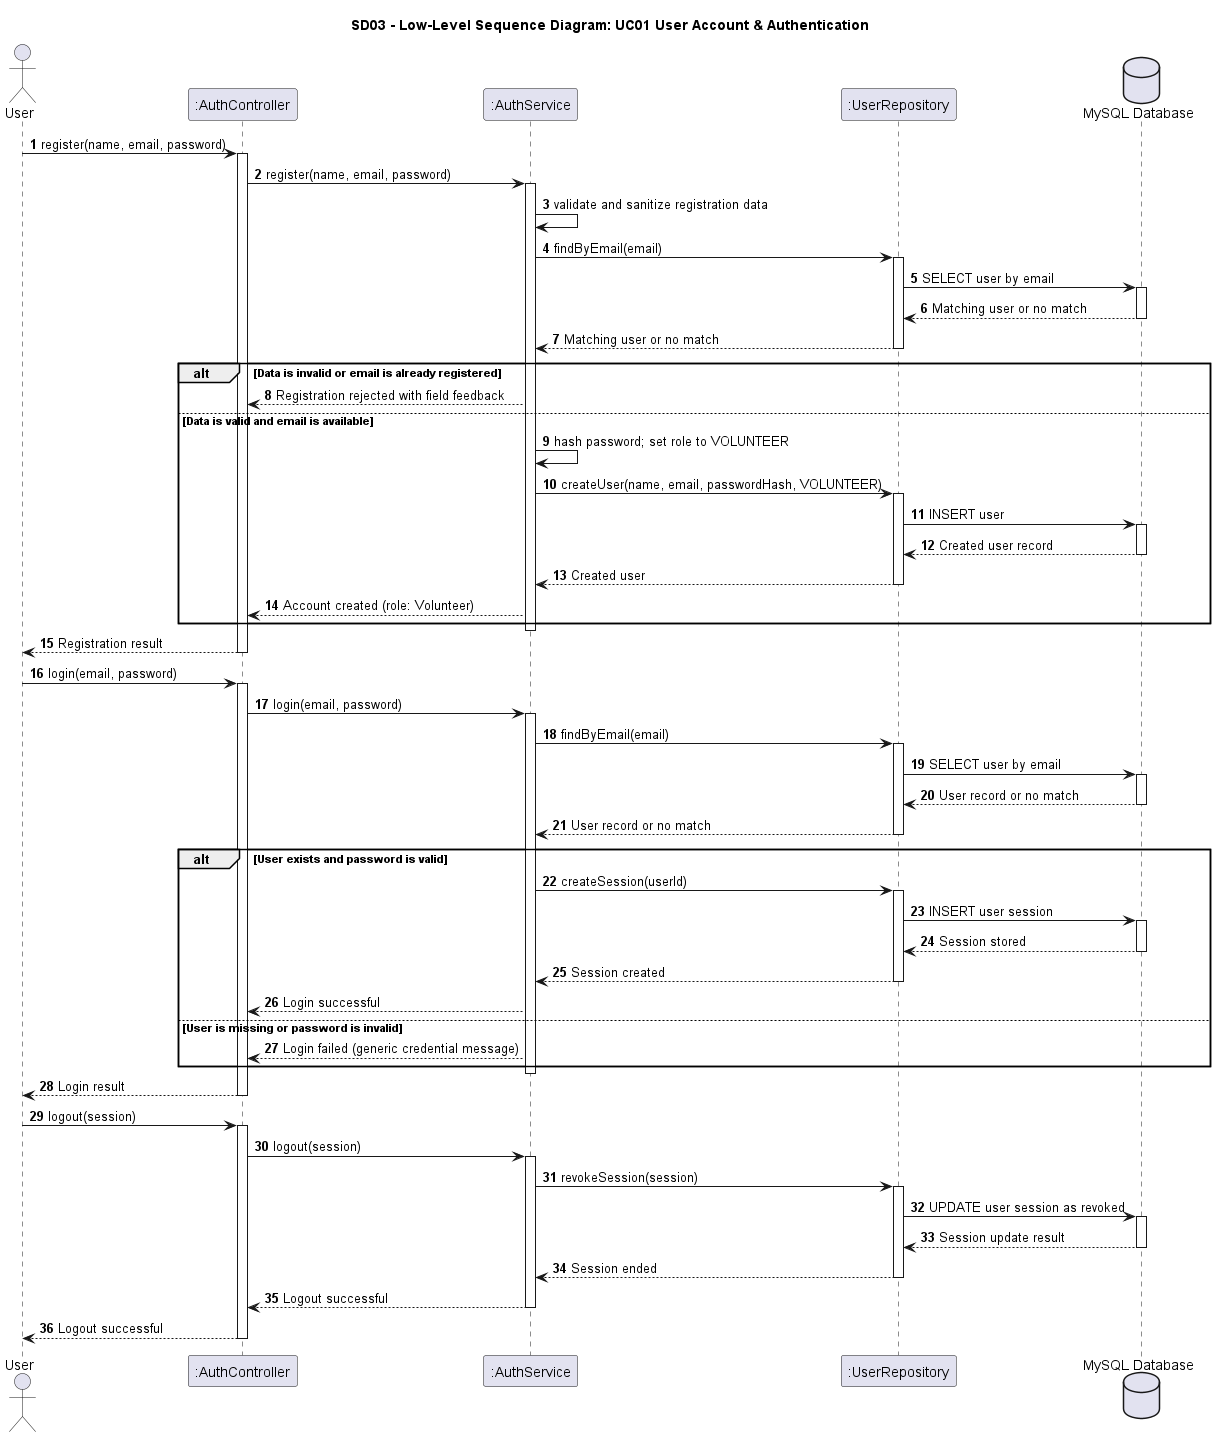 SD03 - Low-Level Sequence Diagram: UC01 User Account & Authentication
User
:AuthController
:AuthService
:UserRepository
MySQL Database
1 register(name, email, password)
2 register(name, email, password)
3 validate and sanitize registration data
4 findByEmail(email)
5 SELECT user by email
6 Matching user or no match
7 Matching user or no match
alt [Data is invalid or email is already registered]
8 Registration rejected with field feedback
[Data is valid and email is available]
9 hash password; set role to VOLUNTEER
10 createUser(name, email, passwordHash, VOLUNTEER)
11 INSERT user
12 Created user record
13 Created user
14 Account created (role: Volunteer)
15 Registration result
16 login(email, password)
17 login(email, password)
18 findByEmail(email)
19 SELECT user by email
20 User record or no match
21 User record or no match
alt [User exists and password is valid]
22 createSession(userId)
23 INSERT user session
24 Session stored
25 Session created
26 Login successful
[User is missing or password is invalid]
27 Login failed (generic credential message)
28 Login result
29 logout(session)
30 logout(session)
31 revokeSession(session)
32 UPDATE user session as revoked
33 Session update result
34 Session ended
35 Logout successful
36 Logout successful
User
:AuthController
:AuthService
:UserRepository
MySQL Database